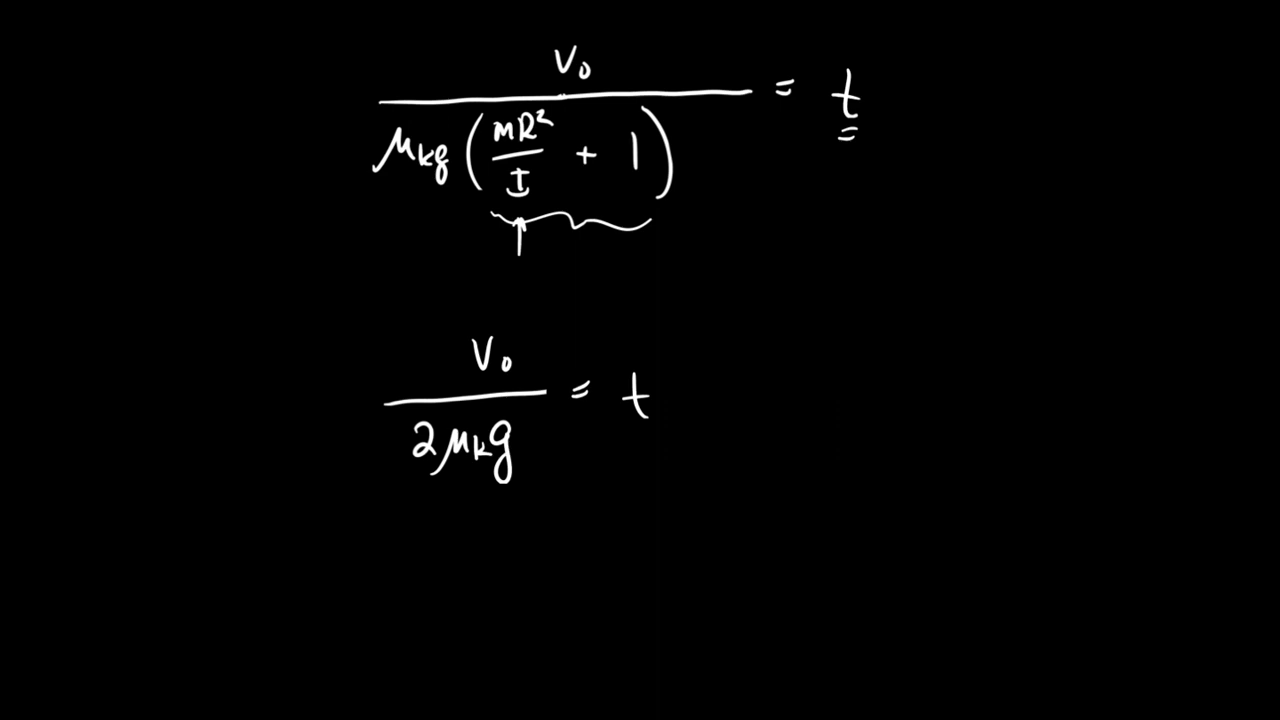 V₀ / μₖg (MR²/I + 1) = t
V₀ / 2μₖg = t